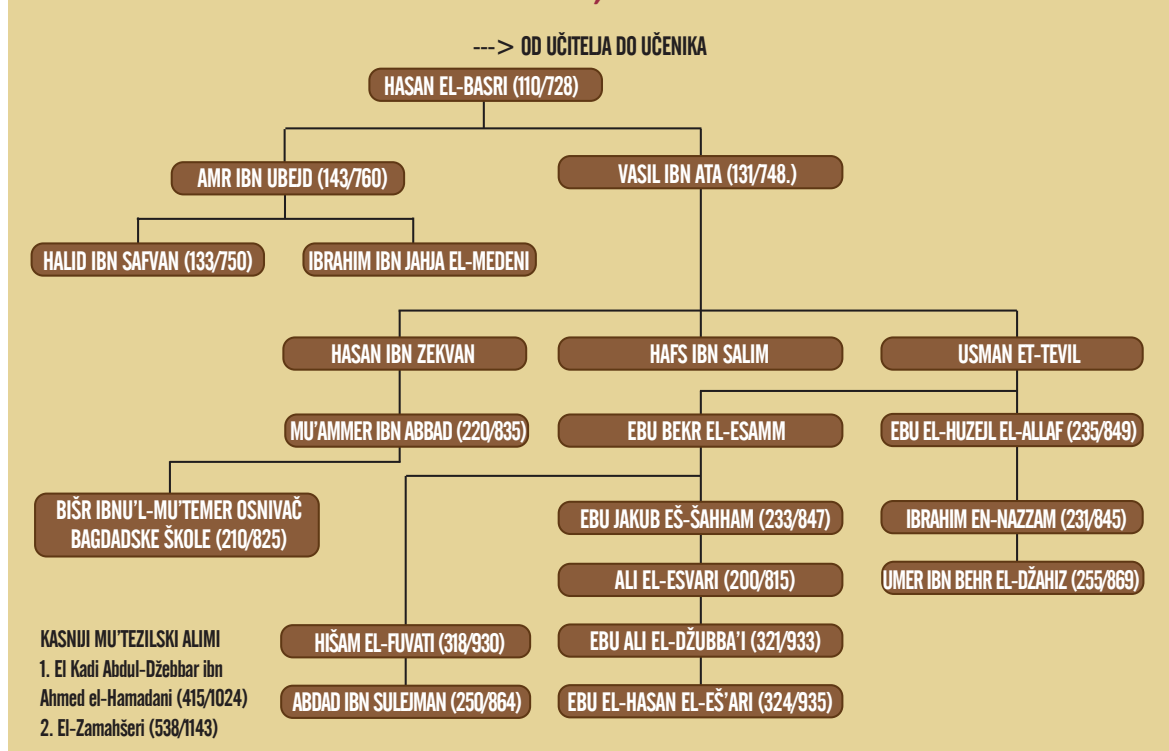 ---> OD UČITELJA DO UČENIKA
HASAN EL-BASRI (110/728)
AMR IBN UBEJD (143/760)
VASIL IBN ATA (131/748.)
HALID IBN SAFVAN (133/750)
IBRAHIM IBN JAHJA EL-MEDENI
HASAN IBN ZEKVAN
HAFS IBN SALIM
USMAN ET-TEVIL
MU'AMMER IBN ABBAD (220/835)
EBU BEKR EL-ESAMM
EBU EL-HUZEJL EL-ALLAF (235/849)
BIŠR IBNU'L-MU'TEMER OSNIVAČ
BAGDADSKE ŠKOLE (210/825)
EBU JAKUB EŠ-ŠAHHAM (233/847)
IBRAHIM EN-NAZZAM (231/845)
ALI EL-ESVARI (200/815)
UMER IBN BEHR EL-DŽAHIZ (255/869)
HIŠAM EL-FUVATI (318/930)
EBU ALI EL-DŽUBBA'I (321/933)
ABDAD IBN SULEJMAN (250/864)
EBU EL-HASAN EL-EŠ'ARI (324/935)
KASNIJI MU'TEZILSKI ALIMI
1. El Kadi Abdul-Džebbar ibn
Ahmed el-Hamadani (415/1024)
2. El-Zamahšeri (538/1143)